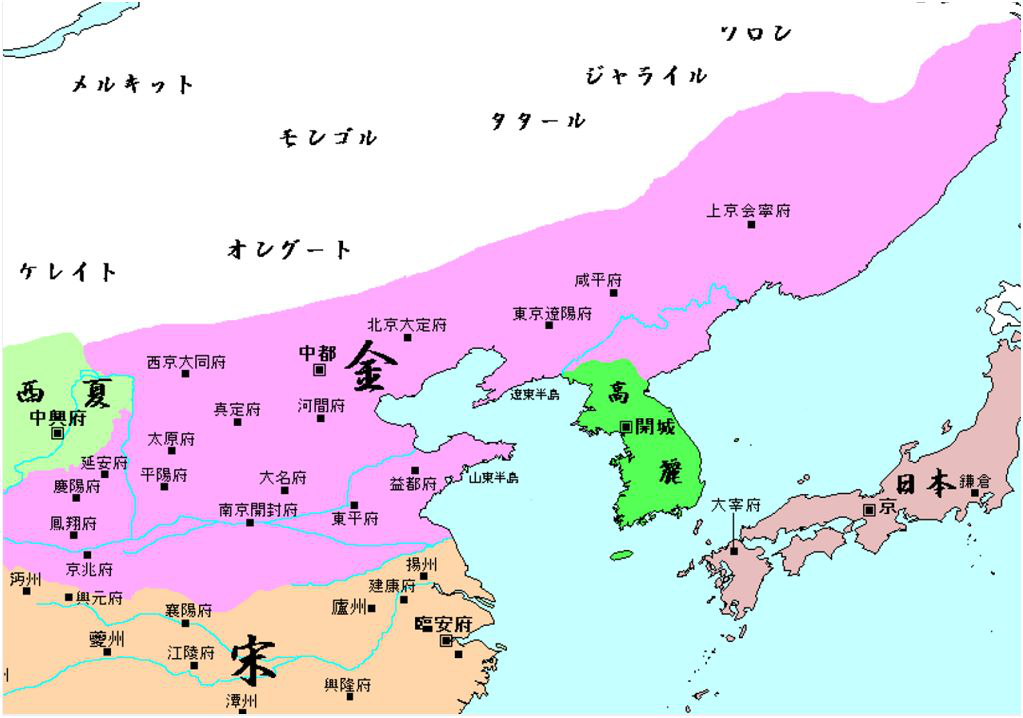 ソロン
メルキット
ジャライル
モンゴル
タタール
上京会寧府
オングート
ケレイト
咸平府
東京遼陽府
北京大定府
西京大同府
中都
金
遼東半島
西夏
中興府
真定府
河間府
高麗
開城
太原府
延安府
平陽府
慶陽府
大名府
益都府
山東半島
日本
鎌倉
京
大宰府
鳳翔府
南京開封府
東平府
京兆府
沔州
興元府
揚州
建康府
廬州
襄陽府
臨安府
夔州
江陵府
宋
興隆府
潭州